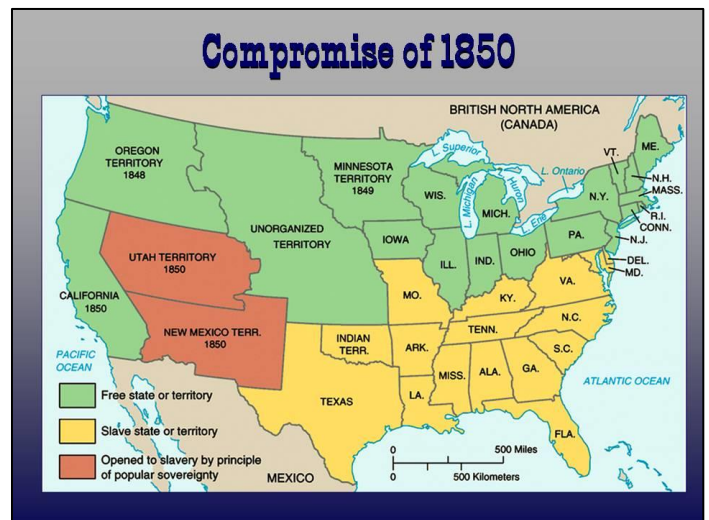 Compromise of 1850
BRITISH NORTH AMERICA
(CANADA)
OREGON
TERRITORY
1848
MINNESOTA
TERRITORY
1849
L. Superior
L. Michigan
L. Huron
L. Ontario
L. Erie
VT.
ME.
N.H.
MASS.
R.I.
CONN.
N.Y.
WIS.
MICH.
UNORGANIZED
TERRITORY
IOWA
PA.
N.J.
UTAH TERRITORY
1850
ILL.
IND.
OHIO
DEL.
MD.
CALIFORNIA
1850
MO.
KY.
VA.
NEW MEXICO TERR.
1850
INDIAN
TERR.
ARK.
TENN.
N.C.
S.C.
PACIFIC
OCEAN
MISS.
ALA.
GA.
ATLANTIC OCEAN
TEXAS
LA.
FLA.
Free state or territory
Slave state or territory
Opened to slavery by principle
of popular sovereignty
MEXICO
0
500 Miles
0
500 Kilometers